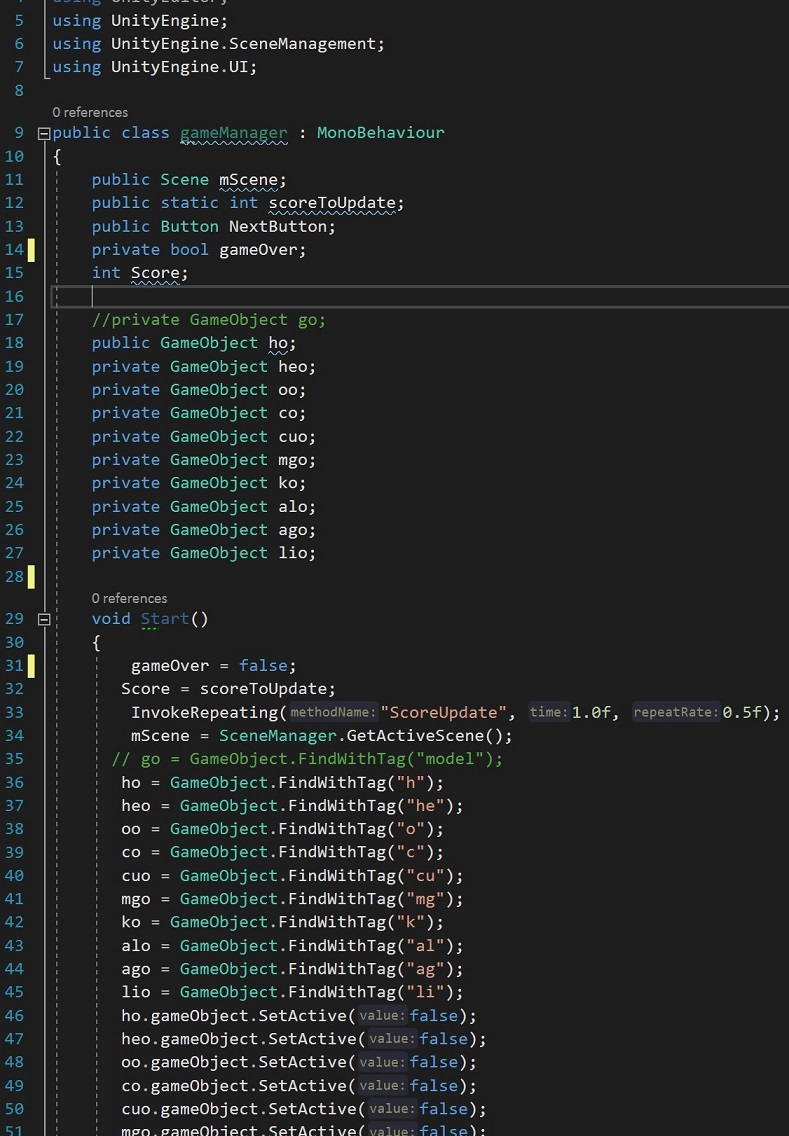 4 using UnityEditor;
5 using UnityEngine;
6 using UnityEngine.SceneManagement;
7 using UnityEngine.UI;
8
0 references
9 public class gameManager : MonoBehaviour
10 {
11 public Scene mScene;
12 public static int scoreToUpdate;
13 public Button NextButton;
14 private bool gameOver;
15 int Score;
16
17 //private GameObject go;
18 public GameObject ho;
19 private GameObject heo;
20 private GameObject oo;
21 private GameObject co;
22 private GameObject cuo;
23 private GameObject mgo;
24 private GameObject ko;
25 private GameObject alo;
26 private GameObject ago;
27 private GameObject lio;
28
0 references
29 void Start()
30 {
31 gameOver = false;
32 Score = scoreToUpdate;
33 InvokeRepeating(methodName:"ScoreUpdate", time:1.0f, repeatRate:0.5f);
34 mScene = SceneManager.GetActiveScene();
35 // go = GameObject.FindWithTag("model");
36 ho = GameObject.FindWithTag("h");
37 heo = GameObject.FindWithTag("he");
38 oo = GameObject.FindWithTag("o");
39 co = GameObject.FindWithTag("c");
40 cuo = GameObject.FindWithTag("cu");
41 mgo = GameObject.FindWithTag("mg");
42 ko = GameObject.FindWithTag("k");
43 alo = GameObject.FindWithTag("al");
44 ago = GameObject.FindWithTag("ag");
45 lio = GameObject.FindWithTag("li");
46 ho.gameObject.SetActive(value:false);
47 heo.gameObject.SetActive(value:false);
48 oo.gameObject.SetActive(value:false);
49 co.gameObject.SetActive(value:false);
50 cuo.gameObject.SetActive(value:false);
51 mgo.gameObject.SetActive(value:false);